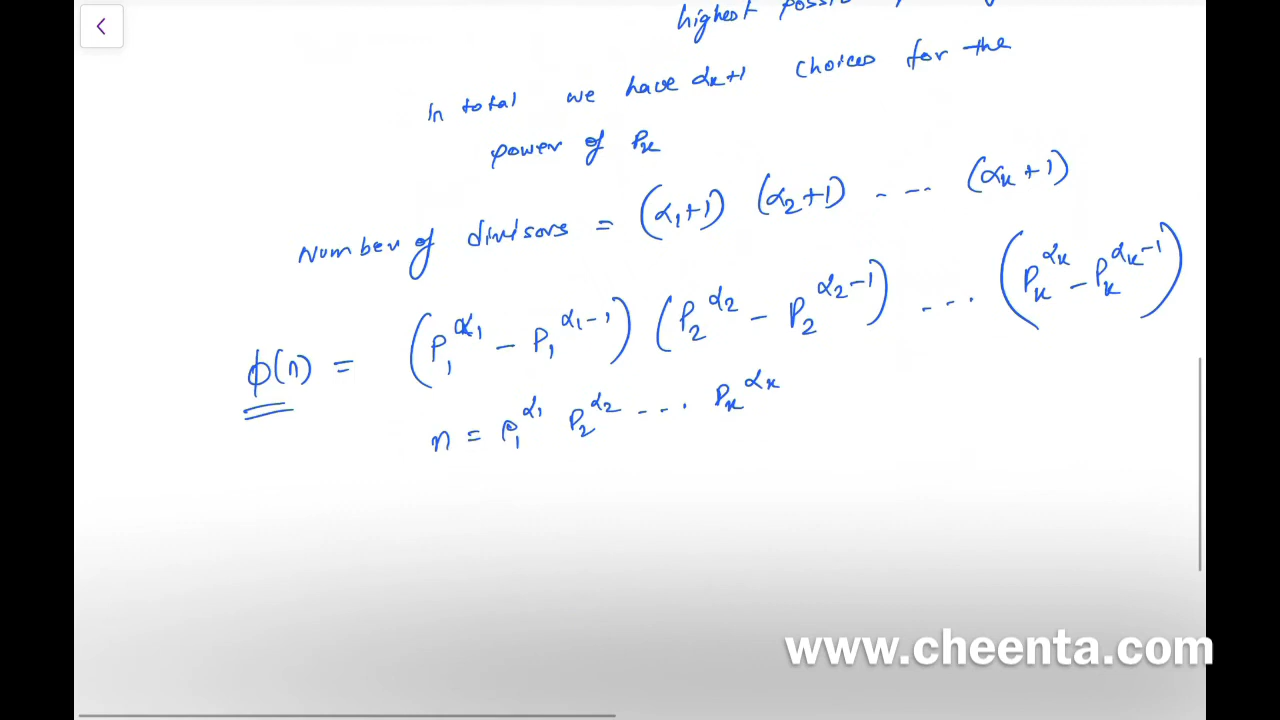 highest
In total we have αk+1 choices for the
power of Pk
Number of divisors = (α1+1) (α2+1) ... (αk+1)
φ(n) = (P1^α1 - P1^α1-1) (P2^α2 - P2^α2-1) .... (Pk^αk - Pk^αk-1)
n = P1^α1 P2^α2 .... Pk^αk
www.cheenta.com